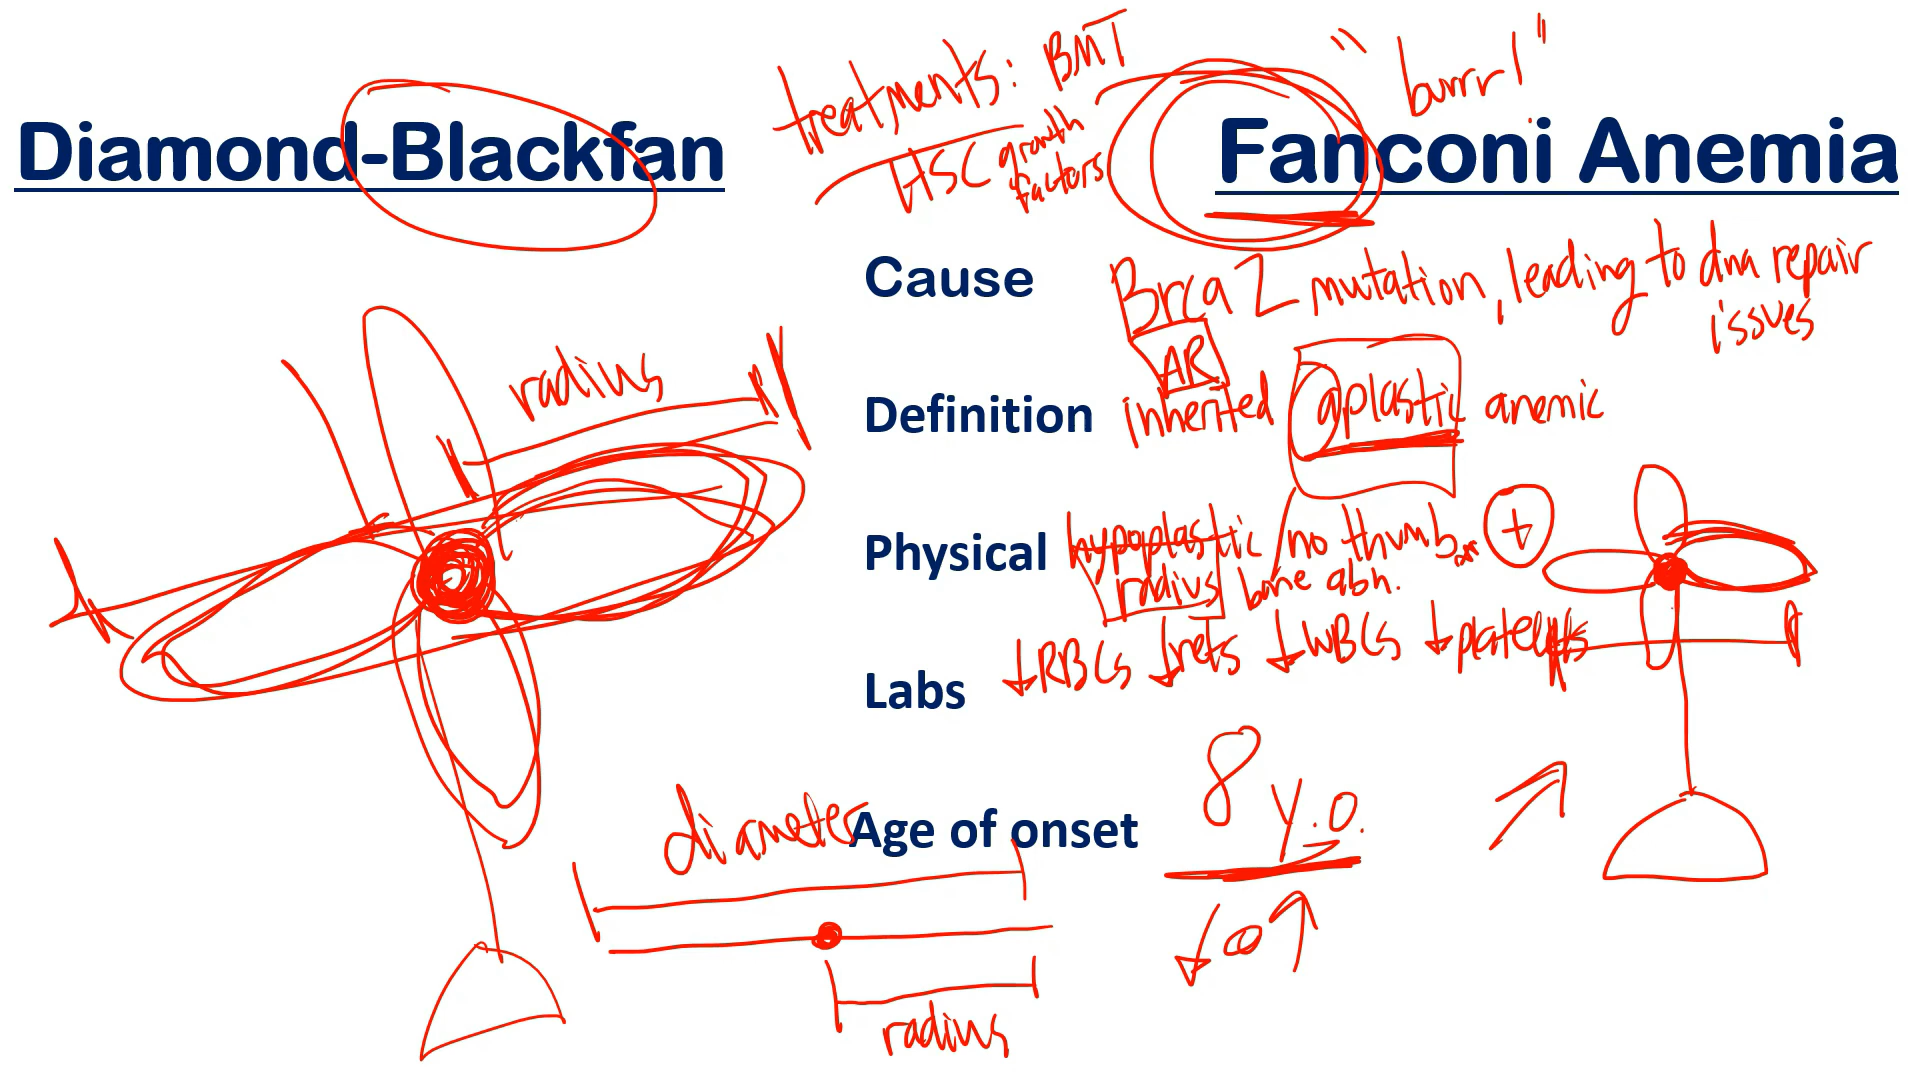 treatments: BMT
HSC growth factors
"burrr!"
Diamond-Blackfan
Fanconi Anemia
Cause
Brca 2 mutation, leading to dna repair
issues
AR
radius
Definition
inherited aplastic anemic
Physical
hypoplastic / no thumb +
radius bone abn.
Labs
↓RBCs ↓rets ↓WBCs ↓platelets
8 y.o.
diameter
Age of onset
radius